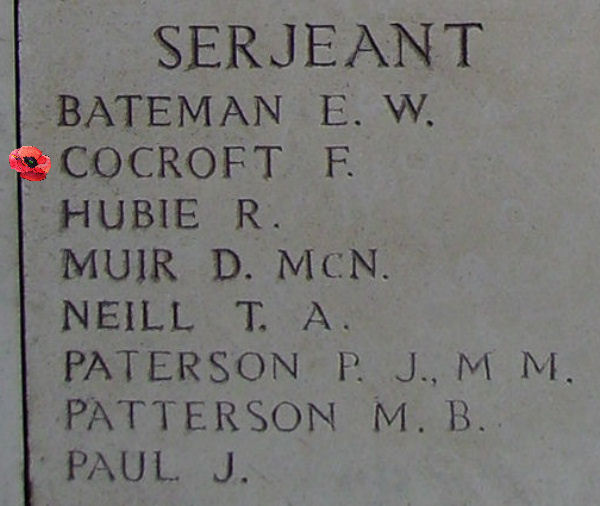 SERJEANT
BATEMAN E. W.
COCROFT F.
HUBIE R.
MUIR D. McN.
NEILL T. A.
PATERSON P. J., M M.
PATTERSON M. B.
PAUL J.